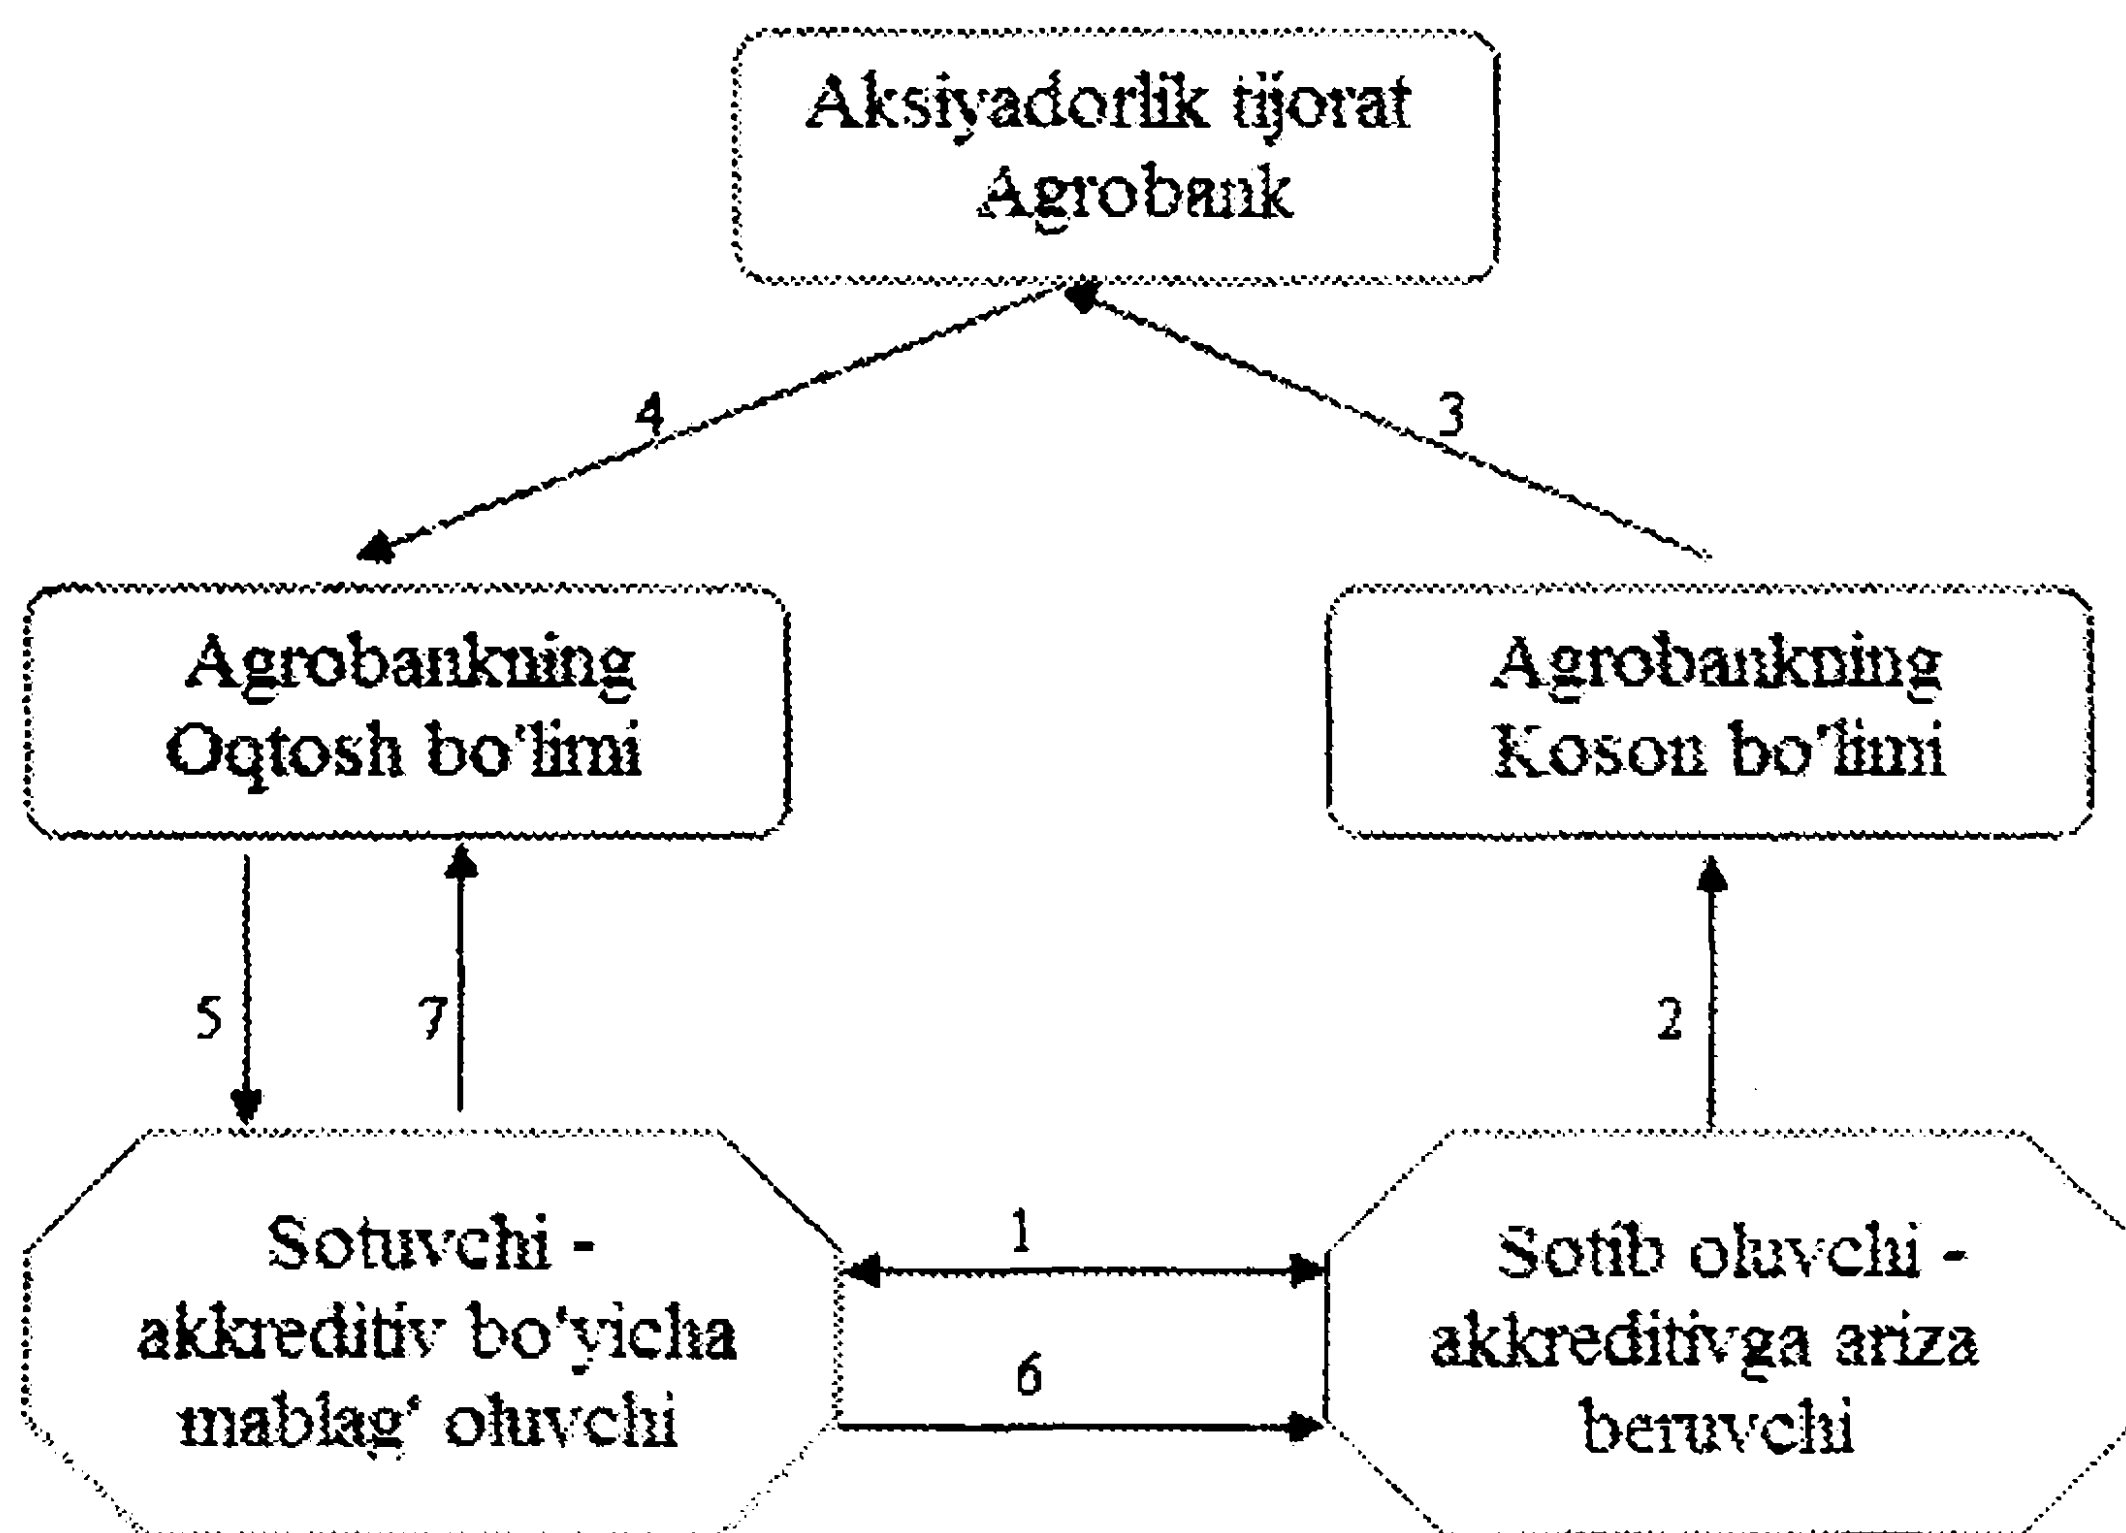 Aksiyadorlik tijorat
Agrobank
4
3
Agrobankning
Oqtosh bo'limi
Agrobankning
Koson bo'limi
5
7
2
Sotuvchi -
akkreditiv bo'yicha
mablag‘ oluvchi
1
6
Sotib oluvchi -
akkreditivga ariza
beruvchi